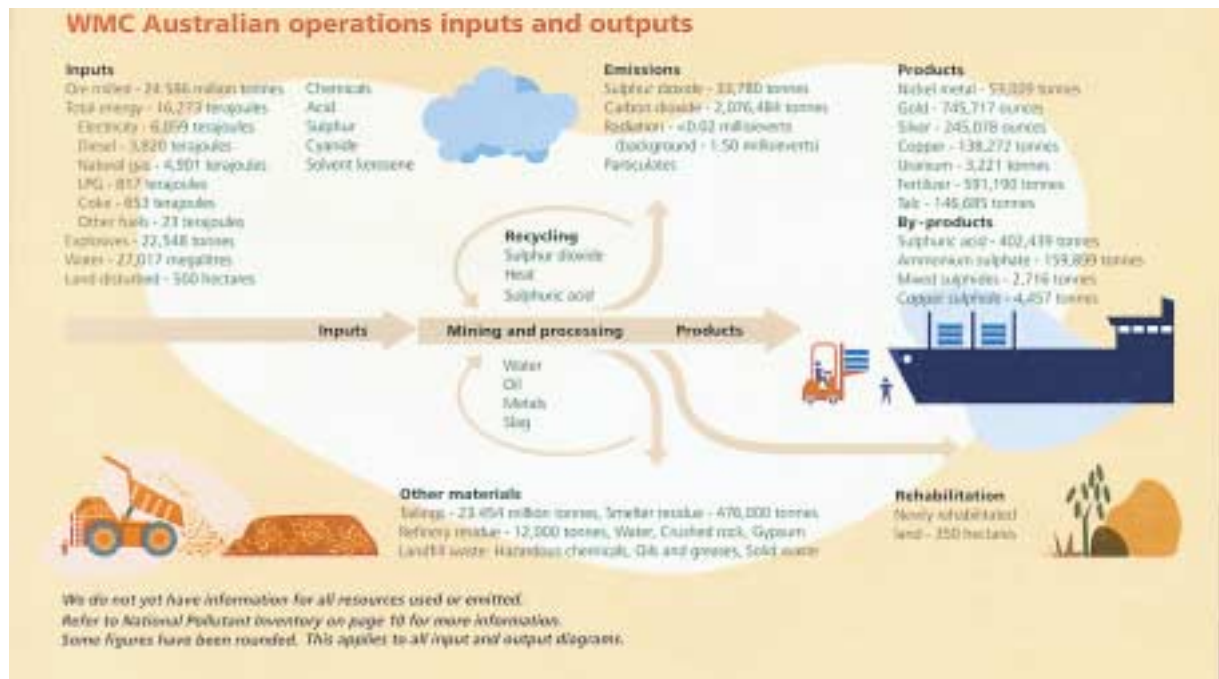 WMC Australian operations inputs and outputs
Inputs
Ore milled - 24.586 million tonnes
Total energy - 16,273 terajoules
Electricity - 6,059 terajoules
Diesel - 3,820 terajoules
Natural gas - 4,901 terajoules
LPG - 817 terajoules
Coke - 653 terajoules
Other fuels - 23 terajoules
Explosives - 22,548 tonnes
Water - 27,017 megalitres
Land disturbed - 560 hectares
Chemicals
Acid
Sulphur
Cyanide
Solvent kerosene
Emissions
Sulphur dioxide - 33,780 tonnes
Carbon dioxide - 2,076,484 tonnes
Radiation - <0.02 millisieverts
(background - 1.50 millisieverts)
Particulates
Products
Nickel metal - tonnes
Gold - 745,717 ounces
Silver - 245,078 ounces
Copper - 138,272 tonnes
Uranium - 3,221 tonnes
Fertilizer - 591,190 tonnes
Talc - 146,685 tonnes
By-products
Sulphuric acid - 402,439 tonnes
Ammonium sulphate - 159,899 tonnes
Mixed sulphides - 2,716 tonnes
Copper sulphide - 4,457 tonnes
Recycling
Sulphur dioxide
Heat
Sulphuric acid
Inputs
Mining and processing
Products
Water
Oil
Metals
Slag
Other materials
Tailings - 23.454 million tonnes, Smelter residue - 476,000 tonnes
Refinery residue - 12,000 tonnes, Water, Crushed rock, Gypsum
Landfill waste: Hazardous chemicals, Oils and greases, Solid waste
Rehabilitation
Newly rehabilitated
land - 350 hectares
We do not yet have information for all resources used or emitted.
Refer to National Pollutant Inventory on page 10 for more information.
Some figures have been rounded. This applies to all input and output diagrams.